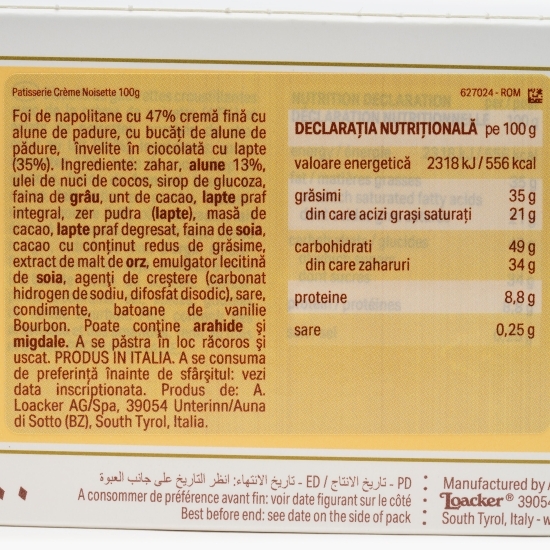 Patisserie Crème Noisette 100g
627024 - ROM
Foi de napolitane cu 47% cremă fină cu
alune de padure, cu bucăți de alune de
pădure, învelite în ciocolată cu lapte
(35%). Ingrediente: zahar, alune 13%,
ulei de nuci de cocos, sirop de glucoza,
faina de grâu, unt de cacao, lapte praf
integral, zer pudra (lapte), masă de
cacao, lapte praf degresat, faina de soia,
cacao cu conținut redus de grăsime,
extract de malt de orz, emulgator lecitină
de soia, agenţi de creștere (carbonat
hidrogen de sodiu, difosfat disodic), sare,
condimente, batoane de vanilie
Bourbon. Poate conţine arahide şi
migdale. A se păstra în loc răcoros şi
uscat. PRODUS IN ITALIA. A se consuma
de preferință înainte de sfârşitul: vezi
data inscriptionata. Produs de: A.
Loacker AG/Spa, 39054 Unterinn/Auna
di Sotto (BZ), South Tyrol, Italia.
DECLARAȚIA NUTRIȚIONALĂ pe 100 g
valoare energetică 2318 kJ / 556 kcal
grăsimi 35 g
din care acizi grași saturați 21 g
carbohidrati 49 g
din care zaharuri 34 g
proteine 8,8 g
sare 0,25 g
PD - تاريخ الانتاج / ED - تاريخ الانتهاء: انظر التاريخ على جانب العبوة
A consommer de préférence avant fin: voir date figurant sur le côté
Best before end: see date on the side of pack
Manufactured by
Loacker® 39054
South Tyrol, Italy -